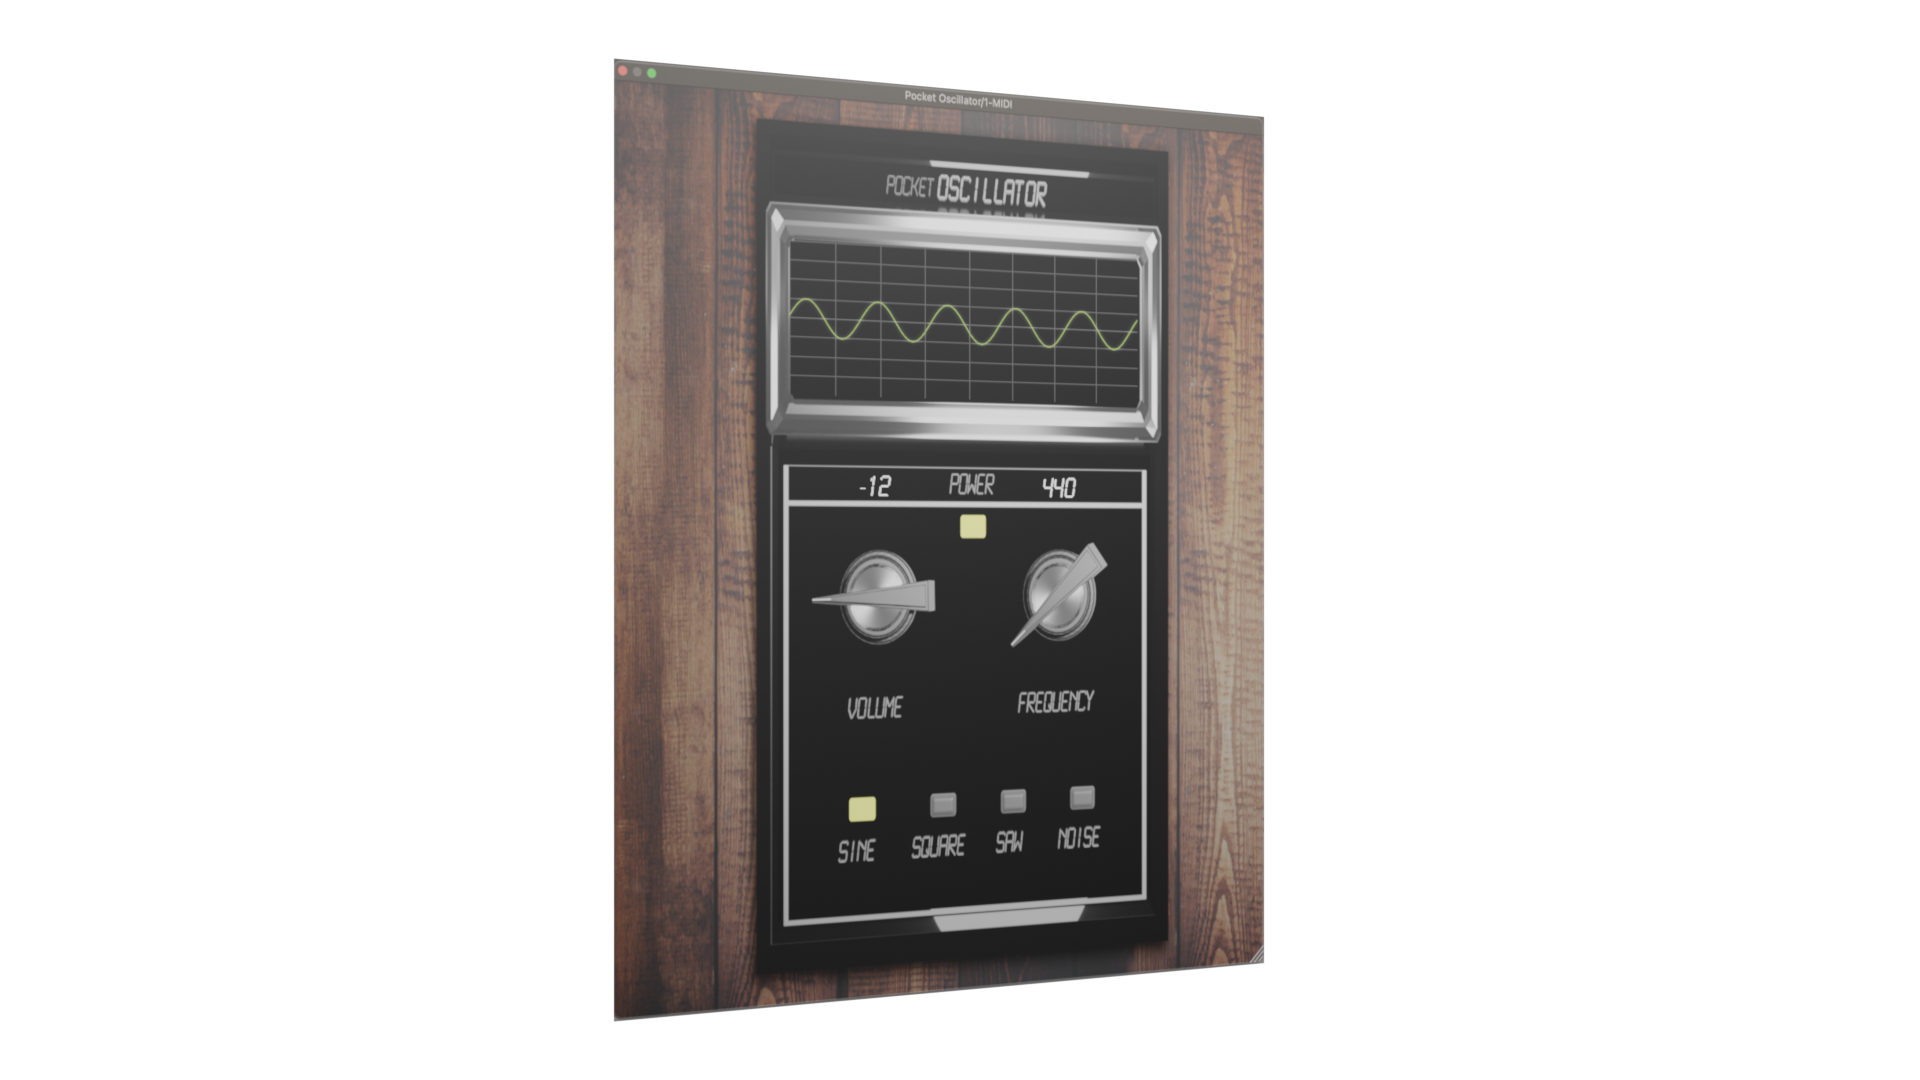 Pocket Oscillator/1-MIDI
POCKET OSCILLATOR
-12 POWER 440
VOLUME FREQUENCY
SINE SQUARE SAW NOISE